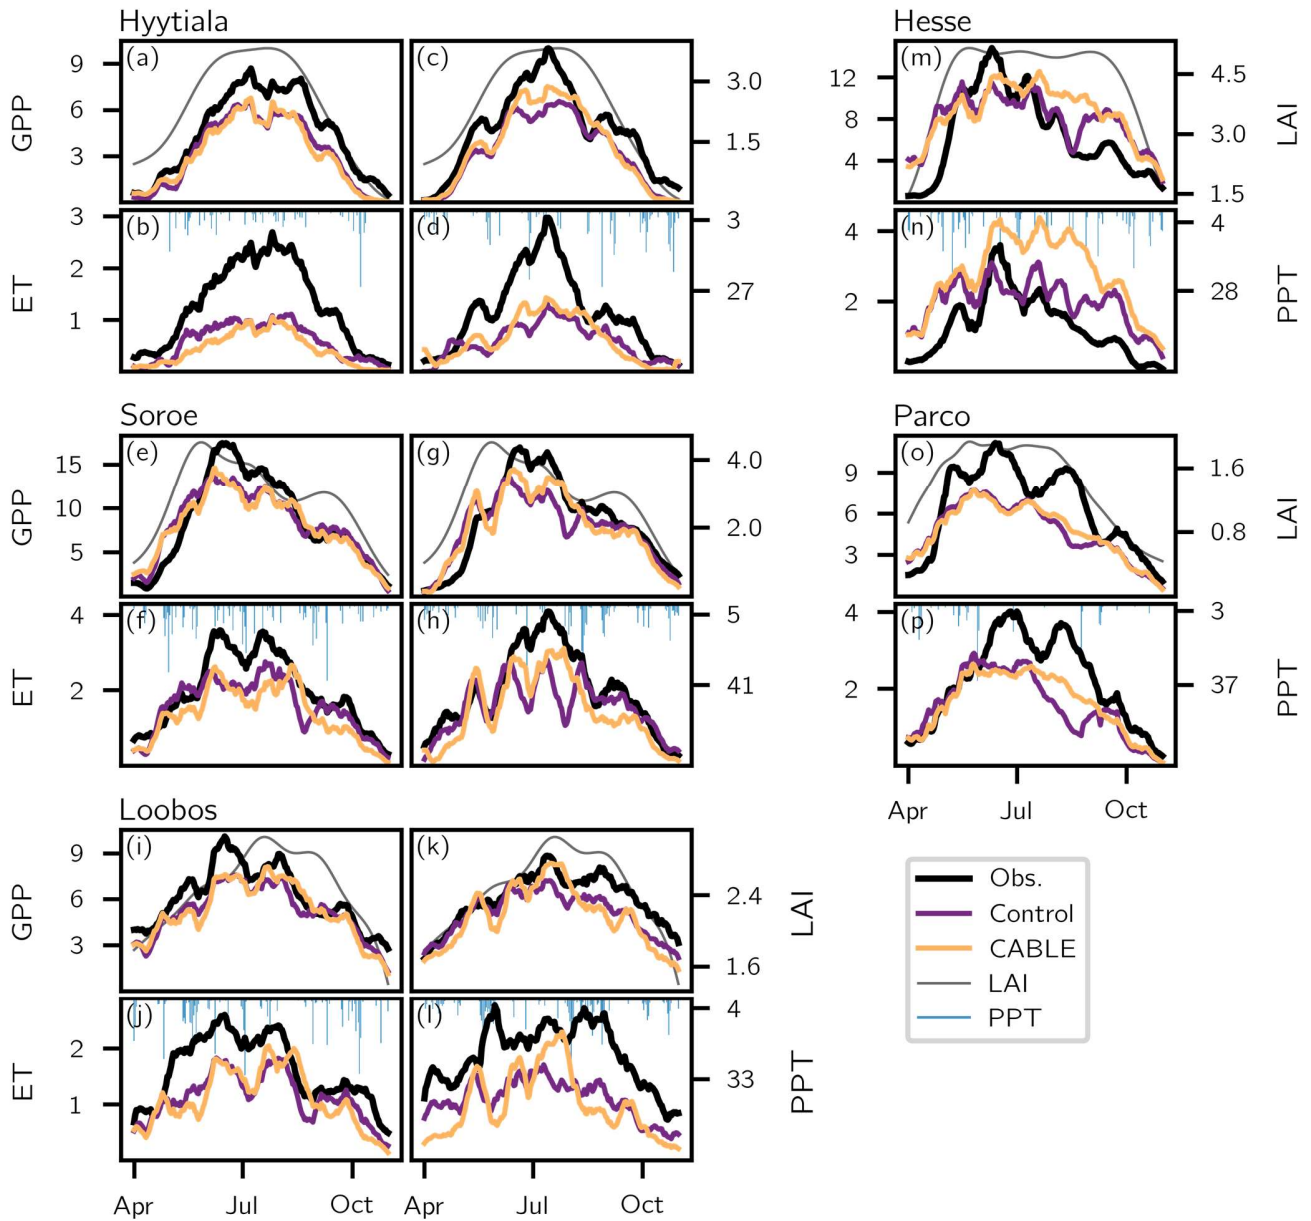 Hyytiala
Hesse
(a)
(c)
(m)
9
6
3
GPP
3.0
1.5
12
8
4
4.5
3.0
1.5
LAI
(b)
(d)
(n)
3
2
1
ET
3
27
4
2
4
28
PPT
Soroe
Parco
(e)
(g)
(o)
15
10
5
GPP
4.0
2.0
9
6
3
1.6
0.8
LAI
(f)
(h)
(p)
4
2
ET
5
41
4
2
3
37
PPT
Apr Jul Oct
Loobos
(i)
(k)
9
6
3
GPP
2.4
1.6
LAI
(j)
(l)
2
1
ET
4
33
PPT
Apr Jul Oct
Apr Jul Oct
Obs.
Control
CABLE
LAI
PPT